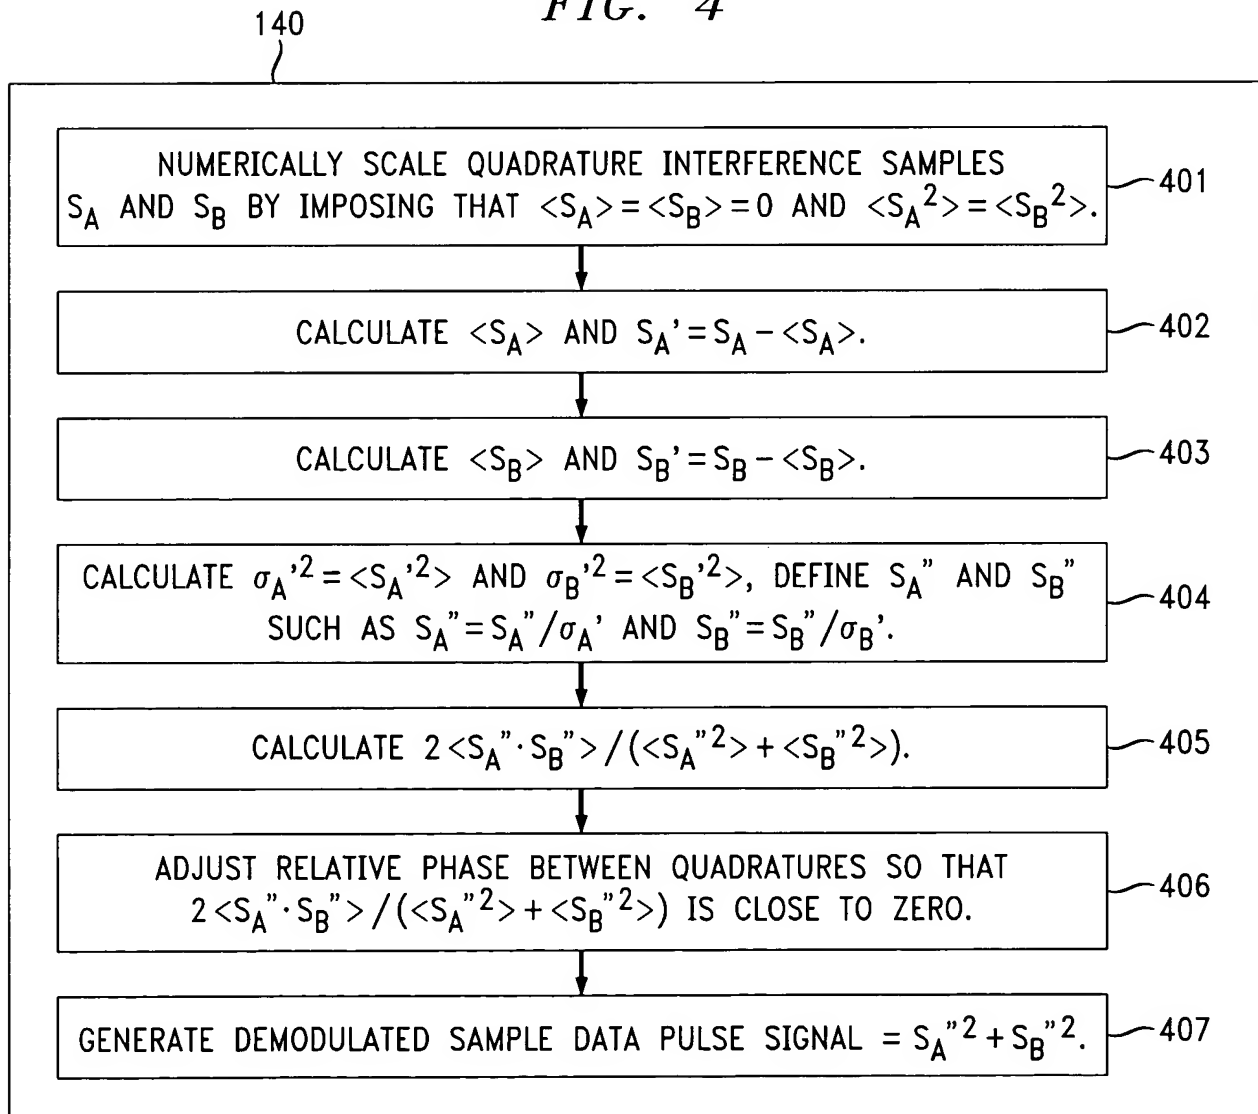 FIG. 4
140
NUMERICALLY SCALE QUADRATURE INTERFERENCE SAMPLES
S_A AND S_B BY IMPOSING THAT <S_A> = <S_B> = 0 AND <S_A^2> = <S_B^2>.
401
CALCULATE <S_A> AND S_A' = S_A − <S_A>.
402
CALCULATE <S_B> AND S_B' = S_B − <S_B>.
403
CALCULATE σ_A'^2 = <S_A'^2> AND σ_B'^2 = <S_B'^2>, DEFINE S_A" AND S_B"
SUCH AS S_A" = S_A"/σ_A' AND S_B" = S_B"/σ_B'.
404
CALCULATE 2<S_A"·S_B">/(<S_A"^2> + <S_B"^2>).
405
ADJUST RELATIVE PHASE BETWEEN QUADRATURES SO THAT
2<S_A"·S_B">/(<S_A"^2> + <S_B"^2>) IS CLOSE TO ZERO.
406
GENERATE DEMODULATED SAMPLE DATA PULSE SIGNAL = S_A"^2 + S_B"^2.
407